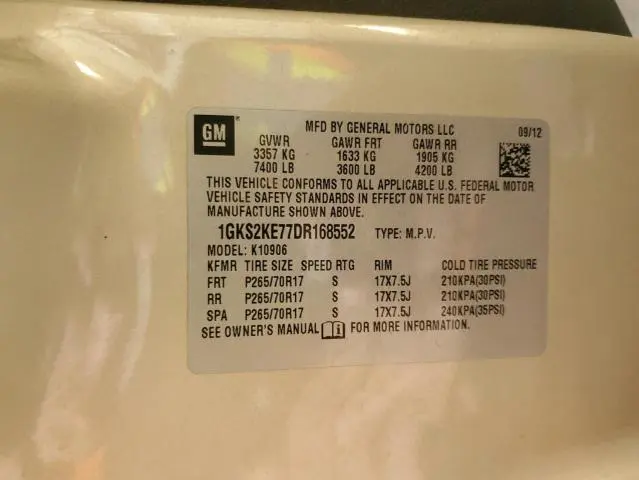 GM
MFD BY GENERAL MOTORS LLC 09/12
GVWR GAWR FRT GAWR RR
3357 KG 1633 KG 1905 KG
7400 LB 3600 LB 4200 LB
THIS VEHICLE CONFORMS TO ALL APPLICABLE U.S. FEDERAL MOTOR
VEHICLE SAFETY STANDARDS IN EFFECT ON THE DATE OF
MANUFACTURE SHOWN ABOVE.
1GKS2KE77DR168552 TYPE: M.P.V.
MODEL: K10906
KFMR TIRE SIZE SPEED RTG RIM COLD TIRE PRESSURE
FRT P265/70R17 S 17X7.5J 210KPA(30PSI)
RR P265/70R17 S 17X7.5J 210KPA(30PSI)
SPA P265/70R17 S 17X7.5J 240KPA(35PSI)
SEE OWNER'S MANUAL FOR MORE INFORMATION.